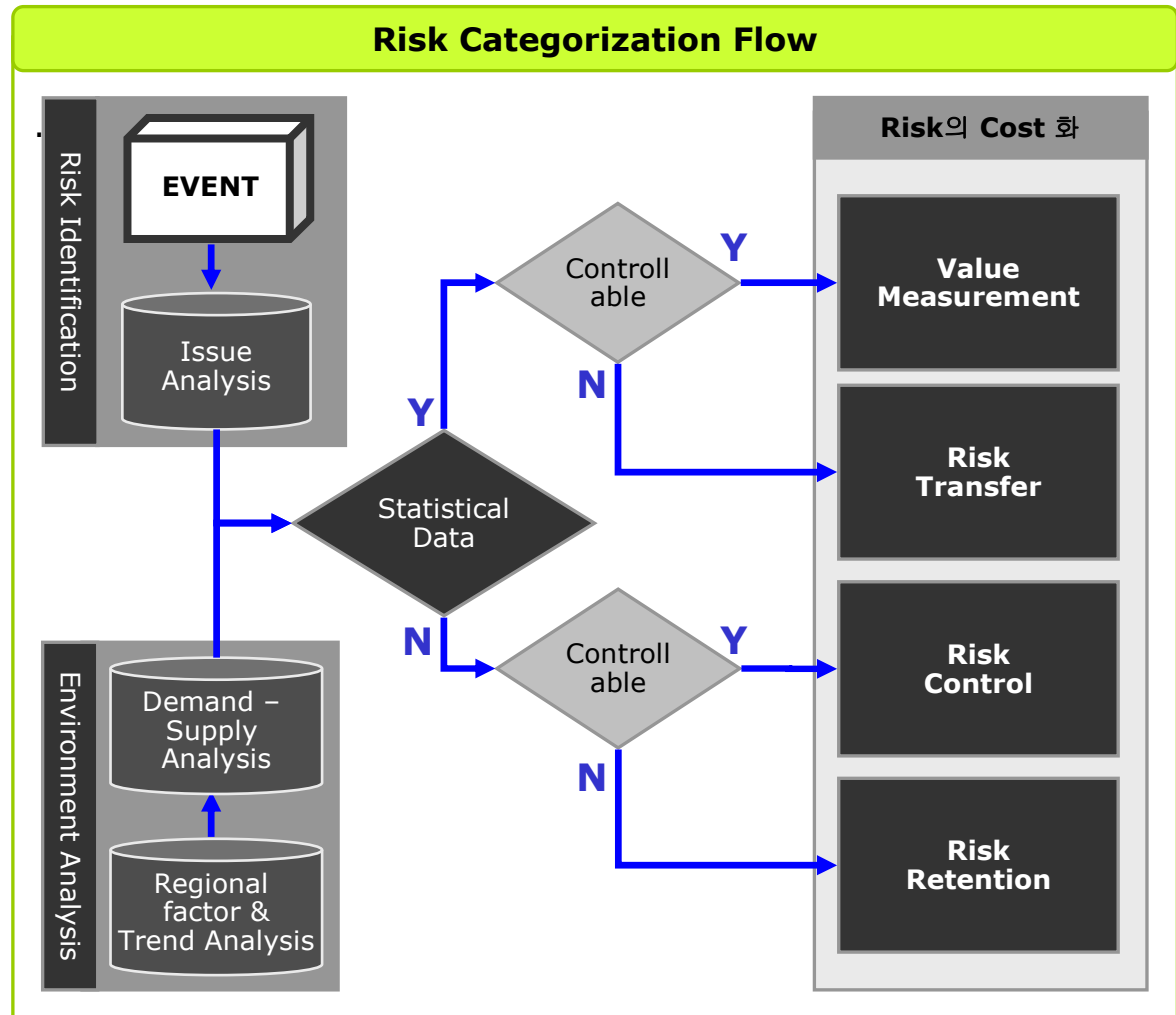 Risk Categorization Flow
.
Risk Identification
EVENT
Issue
Analysis
Environment Analysis
Demand –
Supply
Analysis
Regional
factor &
Trend Analysis
Statistical
Data
Y
N
Controll
able
Y
N
Controll
able
Y
N
Risk의 Cost 화
Value
Measurement
Risk
Transfer
Risk
Control
Risk
Retention